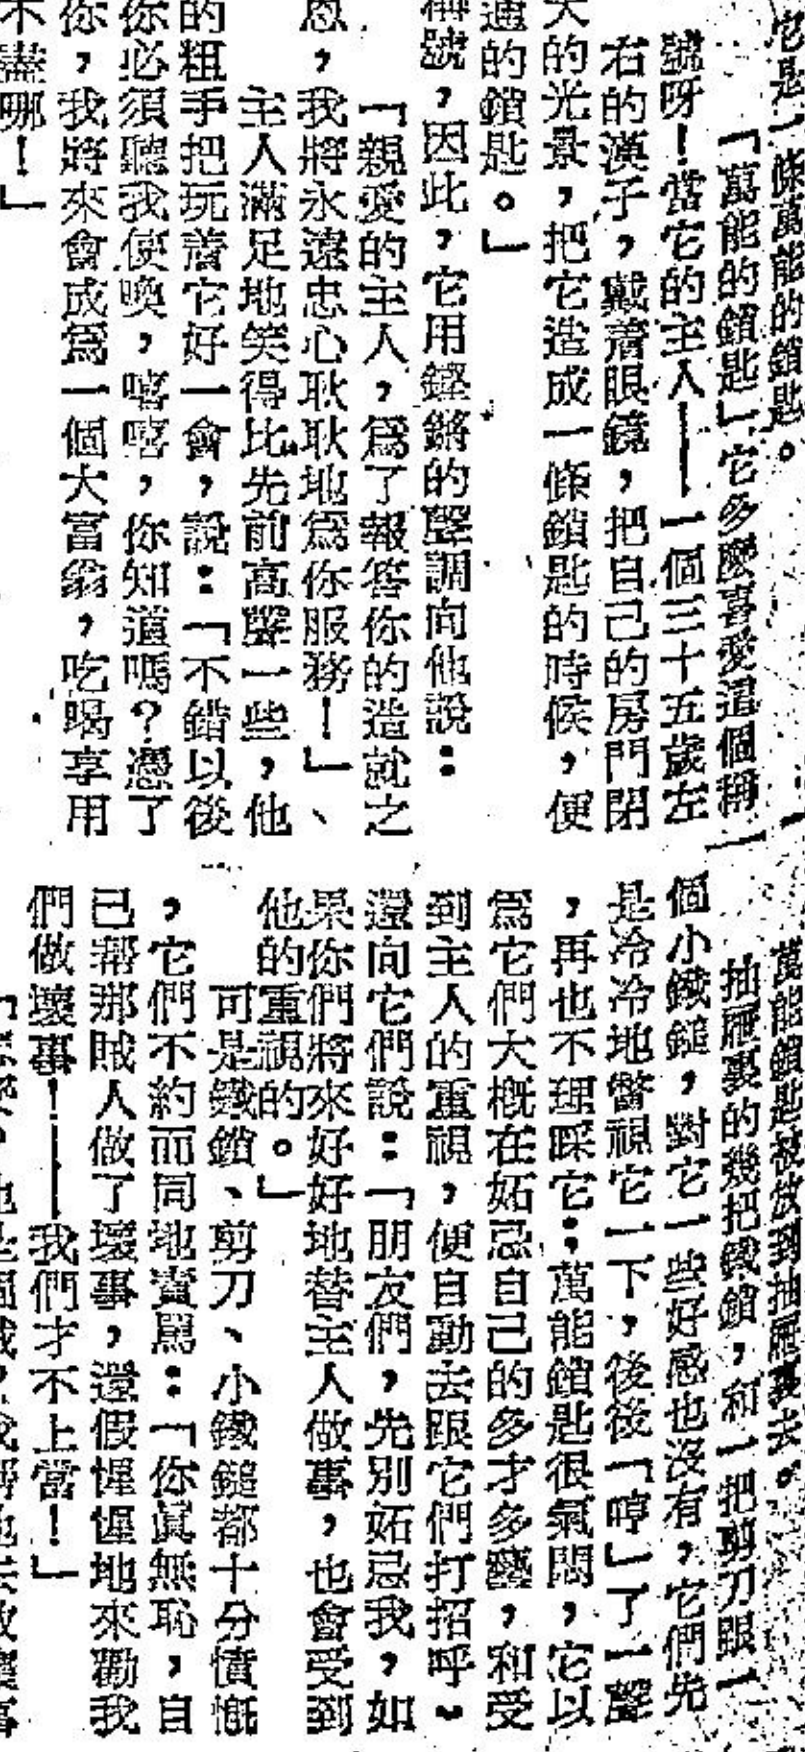 它是一條萬能的鎖匙。
「萬能的鎖匙」它多麼喜愛這個稱
號呀！當它的主人——一個三十五歲左
右的漢子，戴着眼鏡，把自己的房門閉
大的光景，把它造成一條鎖匙的時候，便
通的鎖匙。」
稱號，因此，它用鏗鏘的聲調向他說：
「親愛的主人，爲了報答你的造就之
恩，我將永遠忠心耿耿地爲你服務！」、
主人滿足地笑得比先前高聲一些，他
的粗手把玩着它好一會，說：「不錯以後
你必須聽我使喚，嘻嘻，你知道嗎？憑了
你，我將來會成爲一個大富翁，吃喝享用
不盡哪！」
萬能鎖匙被放到抽屜裏去。
抽屜裏的幾把鐵鎖，和一把剪刀跟一
個小鐵鎚，對它一些好感也沒有，它們先
是冷冷地瞥視它一下，後後「哼」了一聲
，再也不理睬它；萬能鎖匙很氣悶，它以
爲它們大概在妬忌自己的多才多藝，和受
到主人的重視，便自動去跟它們打招呼。
還向它們說：「朋友們，先別妬忌我，如
果你們將來好好地替主人做事，也會受到
他的重視的。」
可是鐵鎖、剪刀、小鐵鎚都十分憤慨
，它們不約而同地責駡：「你眞無恥，自
已幇那賊人做了壞事，還假惺惺地來勸我
們做壞事！——我們才不上當！」